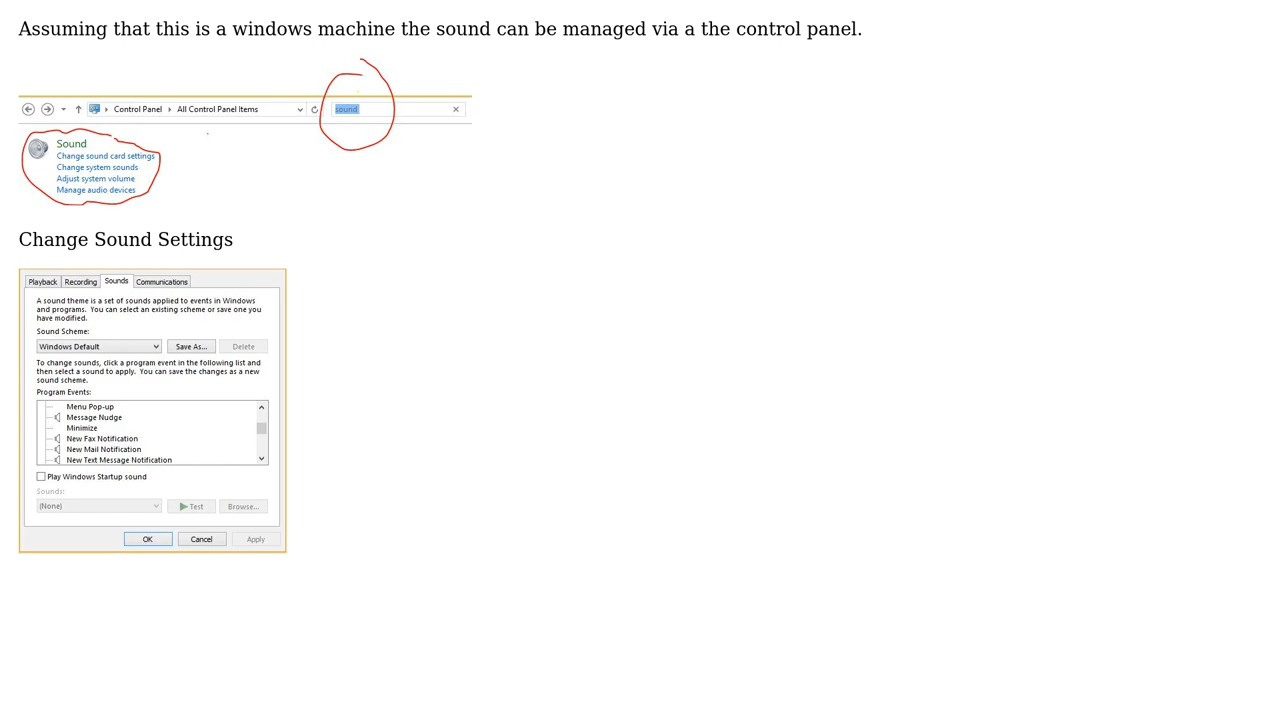 Assuming that this is a windows machine the sound can be managed via a the control panel.
Control Panel All Control Panel Items sound
Sound
Change sound card settings
Change system sounds
Adjust system volume
Manage audio devices
Change Sound Settings
Playback Recording Sounds Communications
A sound theme is a set of sounds applied to events in Windows
and programs. You can select an existing scheme or save one you
have modified.
Sound Scheme:
Windows Default Save As... Delete
To change sounds, click a program event in the following list and
then select a sound to apply. You can save the changes as a new
sound scheme.
Program Events:
Menu Pop-up
Message Nudge
Minimize
New Fax Notification
New Mail Notification
New Text Message Notification
Play Windows Startup sound
Sounds:
(None) Test Browse...
OK Cancel Apply